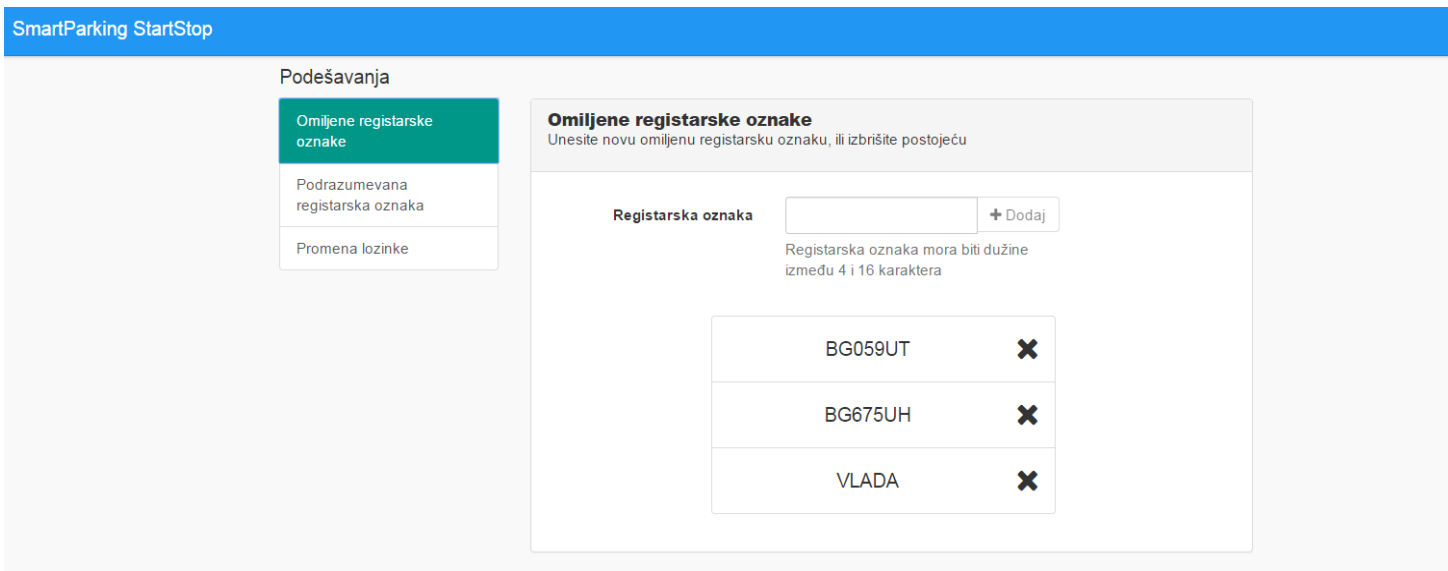 SmartParking StartStop
Podešavanja
Omiljene registarske
oznake
Podrazumevana
registarska oznaka
Promena lozinke
Omiljene registarske oznake
Unesite novu omiljenu registarsku oznaku, ili izbrišite postojeću
Registarska oznaka
Dodaj
Registarska oznaka mora biti dužine
između 4 i 16 karaktera
BG059UT
BG675UH
VLADA